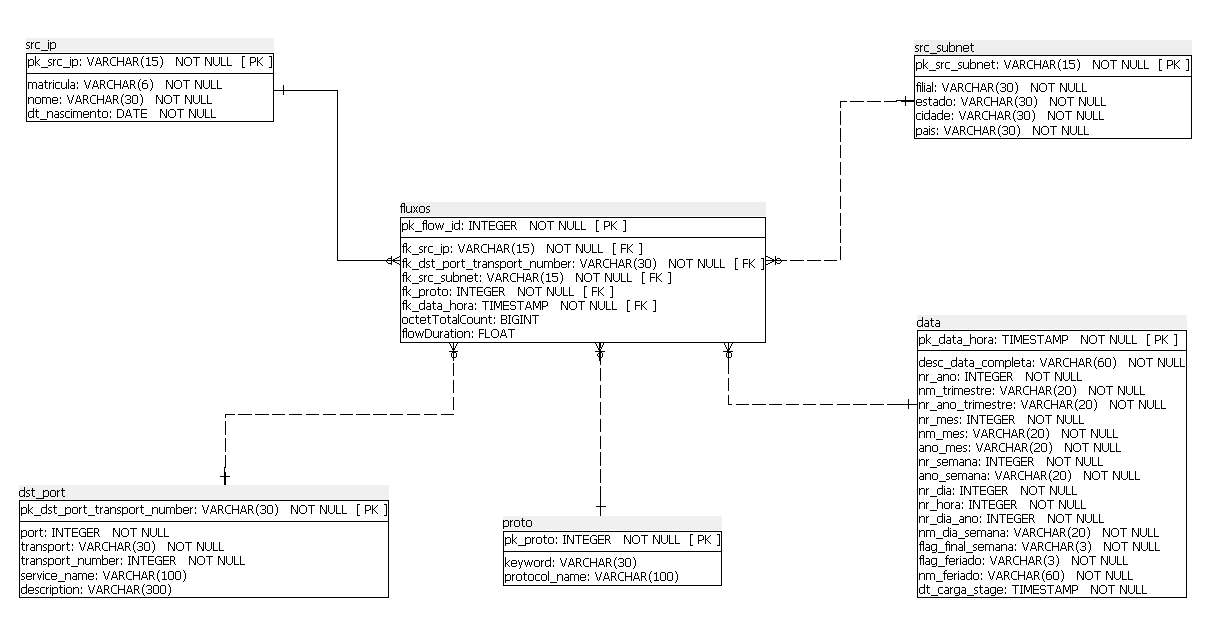 src_ip
pk_src_ip: VARCHAR(15) NOT NULL [ PK ]
matricula: VARCHAR(6) NOT NULL
nome: VARCHAR(30) NOT NULL
dt_nascimento: DATE NOT NULL
src_subnet
pk_src_subnet: VARCHAR(15) NOT NULL [ PK ]
filial: VARCHAR(30) NOT NULL
estado: VARCHAR(30) NOT NULL
cidade: VARCHAR(30) NOT NULL
pais: VARCHAR(30) NOT NULL
fluxos
pk_flow_id: INTEGER NOT NULL [ PK ]
fk_src_ip: VARCHAR(15) NOT NULL [ FK ]
fk_dst_port_transport_number: VARCHAR(30) NOT NULL [ FK ]
fk_src_subnet: VARCHAR(15) NOT NULL [ FK ]
fk_proto: INTEGER NOT NULL [ FK ]
fk_data_hora: TIMESTAMP NOT NULL [ FK ]
octetTotalCount: BIGINT
flowDuration: FLOAT
data
pk_data_hora: TIMESTAMP NOT NULL [ PK ]
desc_data_completa: VARCHAR(60) NOT NULL
nr_ano: INTEGER NOT NULL
nm_trimestre: VARCHAR(20) NOT NULL
nr_ano_trimestre: VARCHAR(20) NOT NULL
nr_mes: INTEGER NOT NULL
nm_mes: VARCHAR(20) NOT NULL
ano_mes: VARCHAR(20) NOT NULL
nr_semana: INTEGER NOT NULL
ano_semana: VARCHAR(20) NOT NULL
nr_dia: INTEGER NOT NULL
nr_hora: INTEGER NOT NULL
nr_dia_ano: INTEGER NOT NULL
nm_dia_semana: VARCHAR(20) NOT NULL
flag_final_semana: VARCHAR(3) NOT NULL
flag_feriado: VARCHAR(3) NOT NULL
nm_feriado: VARCHAR(60) NOT NULL
dt_carga_stage: TIMESTAMP NOT NULL
dst_port
pk_dst_port_transport_number: VARCHAR(30) NOT NULL [ PK ]
port: INTEGER NOT NULL
transport: VARCHAR(30) NOT NULL
transport_number: INTEGER NOT NULL
service_name: VARCHAR(100)
description: VARCHAR(300)
proto
pk_proto: INTEGER NOT NULL [ PK ]
keyword: VARCHAR(30)
protocol_name: VARCHAR(100)